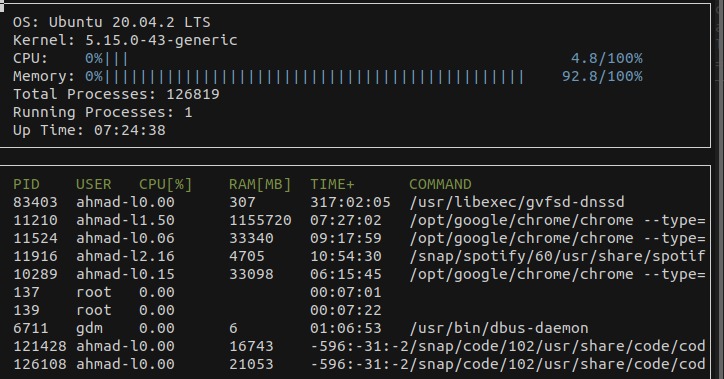 OS: Ubuntu 20.04.2 LTS
Kernel: 5.15.0-43-generic
CPU: 0%||| 4.8/100%
Memory: 0%||||||||||||||||||||||||||||||||||||||||||||||| 92.8/100%
Total Processes: 126819
Running Processes: 1
Up Time: 07:24:38
PID USER CPU[%] RAM[MB] TIME+ COMMAND
83403 ahmad-l0.00 307 317:02:05 /usr/libexec/gvfsd-dnssd
11210 ahmad-l1.50 1155720 07:27:02 /opt/google/chrome/chrome --type=
11524 ahmad-l0.06 33340 09:17:59 /opt/google/chrome/chrome --type=
11916 ahmad-l2.16 4705 10:54:30 /snap/spotify/60/usr/share/spotif
10289 ahmad-l0.15 33098 06:15:45 /opt/google/chrome/chrome --type=
137 root 0.00 00:07:01
139 root 0.00 00:07:22
6711 gdm 0.00 6 01:06:53 /usr/bin/dbus-daemon
121428 ahmad-l0.00 16743 -596:-31:-2/snap/code/102/usr/share/code/cod
126108 ahmad-l0.00 21053 -596:-31:-2/snap/code/102/usr/share/code/cod